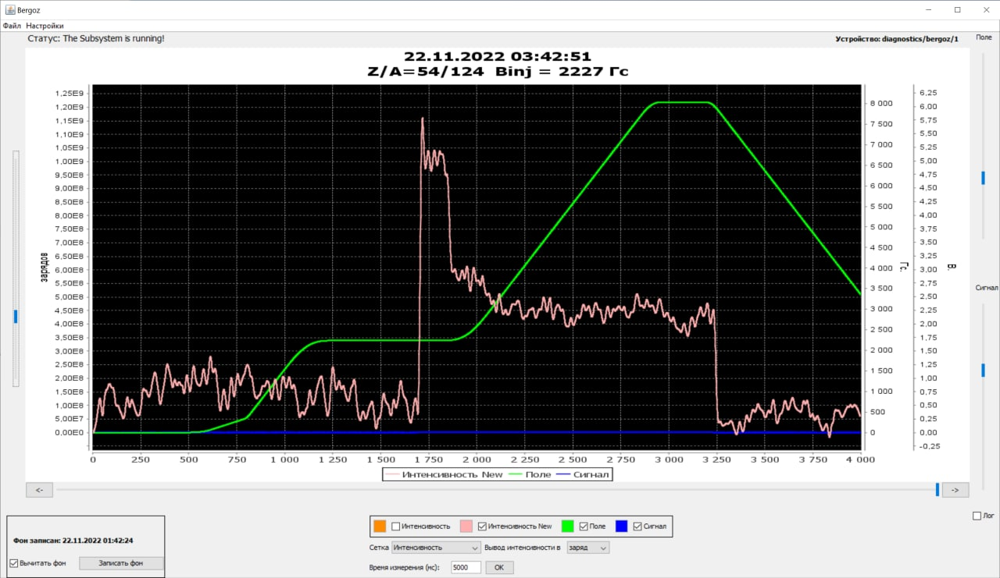 Bergoz
Файл Настройки
Статус: The Subsystem is running!
Устройство: diagnostics/bergoz/1
Поле
22.11.2022 03:42:51
Z/A=54/124 Binj = 2227 Гс
1,25E9
1,20E9
1,15E9
1,10E9
1,05E9
1,00E9
9,50E8
9,00E8
8,50E8
8,00E8
7,50E8
7,00E8
6,50E8
6,00E8
5,50E8
5,00E8
4,50E8
4,00E8
3,50E8
3,00E8
2,50E8
2,00E8
1,50E8
1,00E8
5,00E7
0,00E0
зарядов
8 000
7 500
7 000
6 500
6 000
5 500
5 000
4 500
4 000
3 500
3 000
2 500
2 000
1 500
1 000
500
0
Гс.
6,25
6,00
5,75
5,50
5,25
5,00
4,75
4,50
4,25
4,00
3,75
3,50
3,25
3,00
2,75
2,50
2,25
2,00
1,75
1,50
1,25
1,00
0,75
0,50
0,25
0,00
-0,25
В.
Сигнал
0 250 500 750 1 000 1 250 1 500 1 750 2 000 2 250 2 500 2 750 3 000 3 250 3 500 3 750 4 000
Интенсивность New Поле Сигнал
<- ->
Лог
Интенсивность Интенсивность New Поле Сигнал
Фон записан: 22.11.2022 01:42:24
Сетка Интенсивность Вывод интенсивности в заряд
Вычитать фон Записать фон
Время измерения (мс): 5000 OK